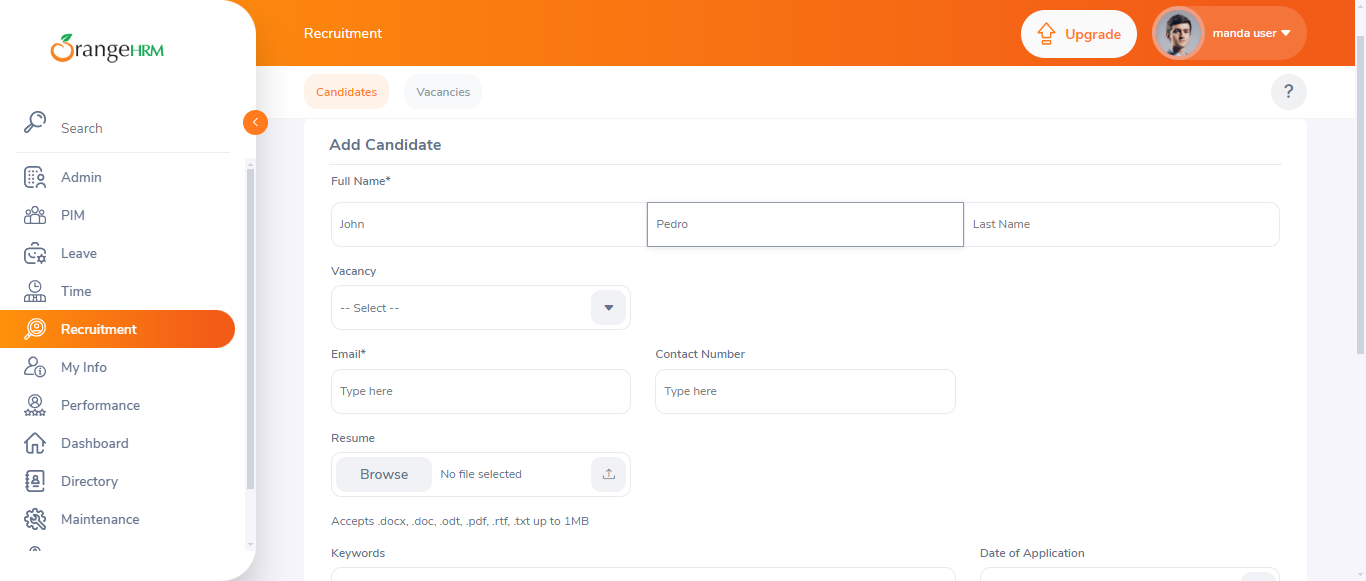 OrangeHRM
Recruitment
Upgrade
manda user
Candidates
Vacancies
?
Search
Admin
PIM
Leave
Time
Recruitment
My Info
Performance
Dashboard
Directory
Maintenance
Add Candidate
Full Name*
John
Pedro
Last Name
Vacancy
-- Select --
Email*
Contact Number
Type here
Type here
Resume
Browse
No file selected
Accepts .docx, .doc, .odt, .pdf, .rtf, .txt up to 1MB
Keywords
Date of Application